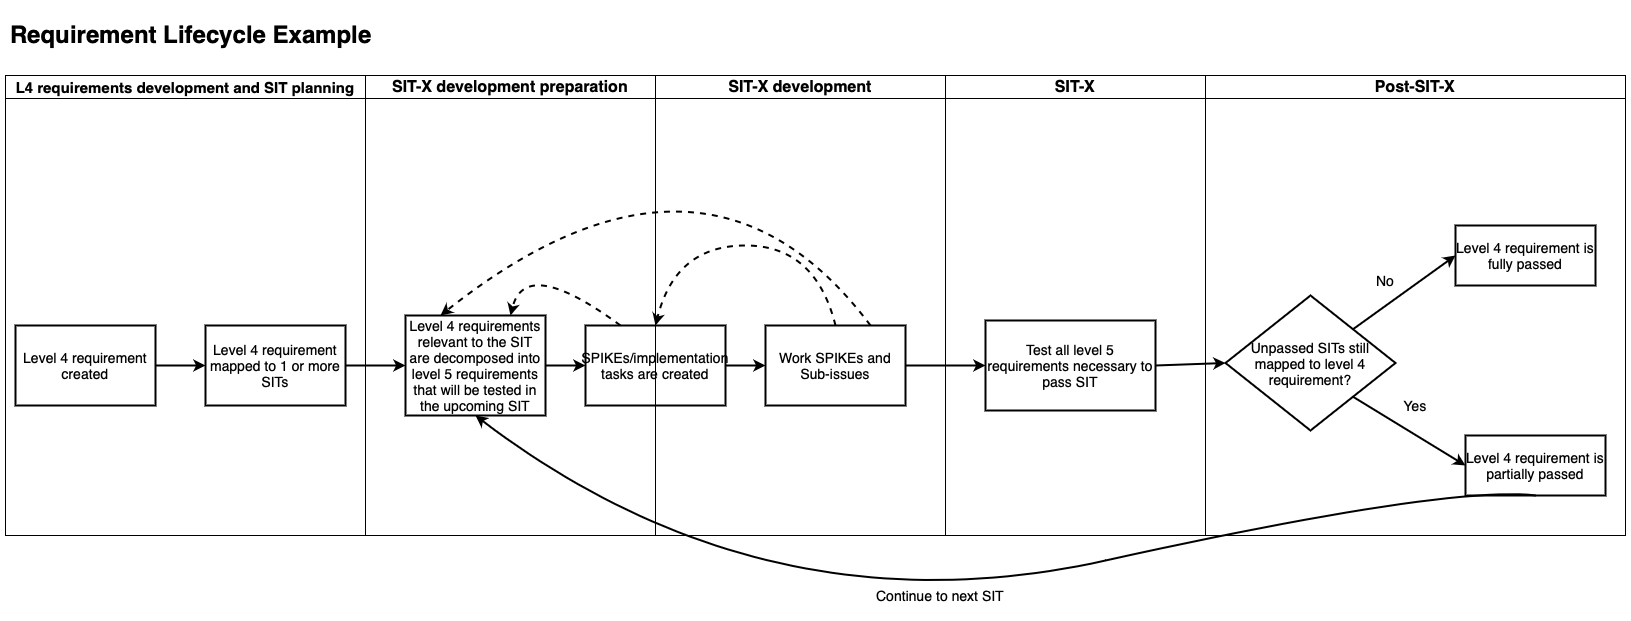 Requirement Lifecycle Example
L4 requirements development and SIT planning
SIT-X development preparation
SIT-X development
SIT-X
Post-SIT-X
Level 4 requirement
created
Level 4 requirement
mapped to 1 or more
SITs
Level 4 requirements
relevant to the SIT
are decomposed into
level 5 requirements
that will be tested in
the upcoming SIT
SPIKEs/implementation
tasks are created
Work SPIKEs and
Sub-issues
Test all level 5
requirements necessary to
pass SIT
Unpassed SITs still
mapped to level 4
requirement?
No
Level 4 requirement is
fully passed
Yes
Level 4 requirement is
partially passed
Continue to next SIT